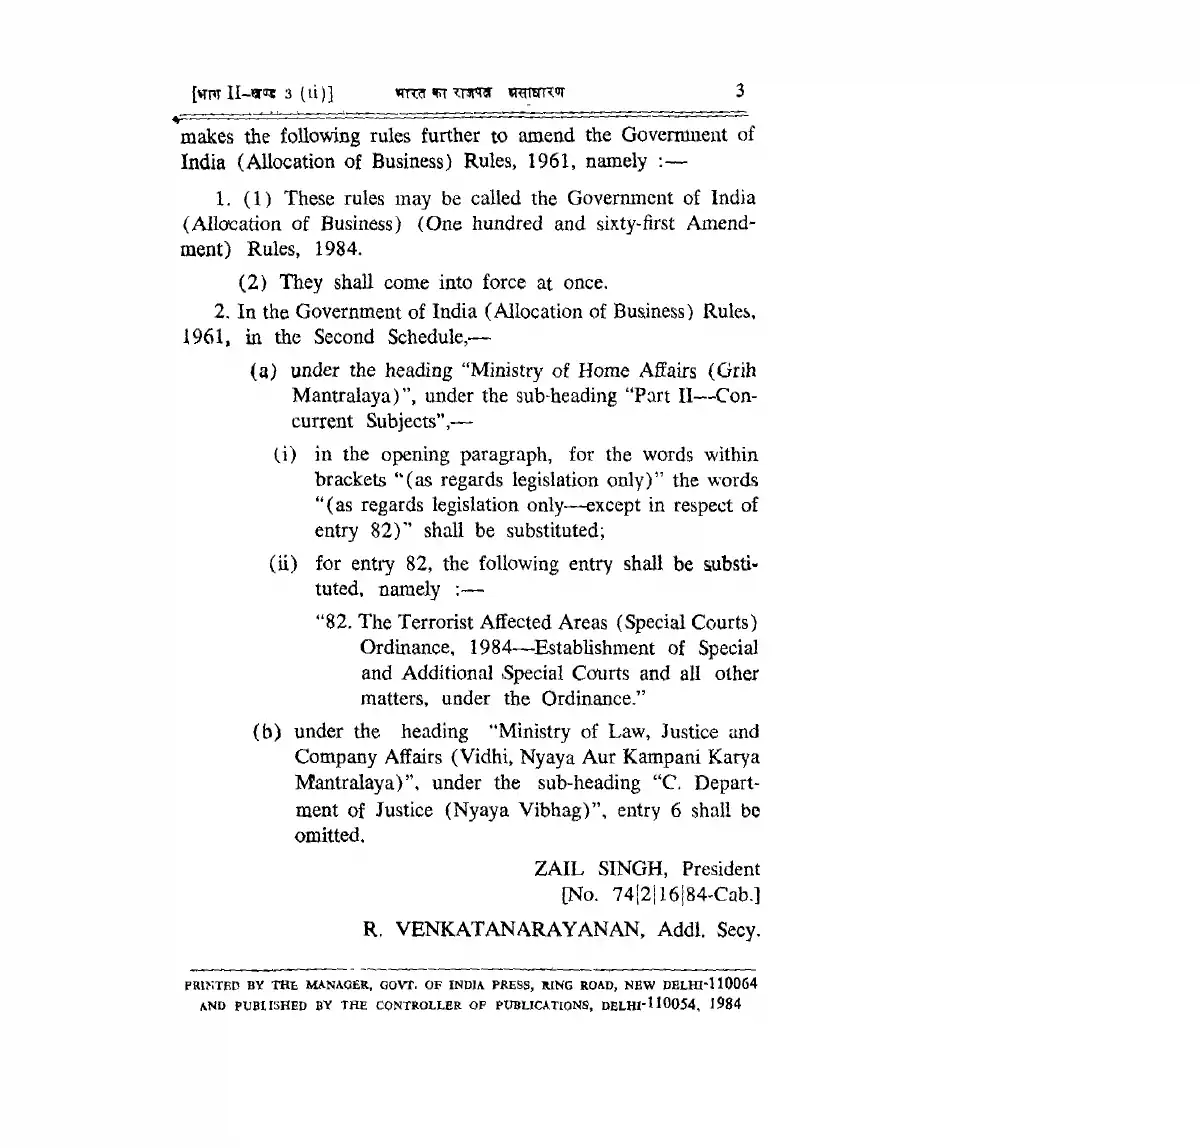 [भाग II—खण्ड 3 (ii)] भारत का राजपत्र असाधारण 3
makes the following rules further to amend the Government of
India (Allocation of Business) Rules, 1961, namely :—
1. (1) These rules may be called the Government of India
(Allocation of Business) (One hundred and sixty-first Amend-
ment) Rules, 1984.
(2) They shall come into force at once.
2. In the Government of India (Allocation of Business) Rules,
1961, in the Second Schedule,—
(a) under the heading “Ministry of Home Affairs (Grih
Mantralaya)”, under the sub-heading “Part II—Con-
current Subjects”,—
(i) in the opening paragraph, for the words within
brackets “(as regards legislation only)” the words
“(as regards legislation only—except in respect of
entry 82)” shall be substituted;
(ii) for entry 82, the following entry shall be substi-
tuted, namely :—
“82. The Terrorist Affected Areas (Special Courts)
Ordinance, 1984—Establishment of Special
and Additional Special Courts and all other
matters, under the Ordinance.”
(b) under the heading “Ministry of Law, Justice and
Company Affairs (Vidhi, Nyaya Aur Kampani Karya
Mantralaya)”, under the sub-heading “C. Depart-
ment of Justice (Nyaya Vibhag)”, entry 6 shall be
omitted.
ZAIL SINGH, President
[No. 74|2|16|84-Cab.]
R. VENKATANARAYANAN, Addl. Secy.
PRINTED BY THE MANAGER, GOVT. OF INDIA PRESS, RING ROAD, NEW DELHI-110064
AND PUBLISHED BY THE CONTROLLER OF PUBLICATIONS, DELHI-110054, 1984